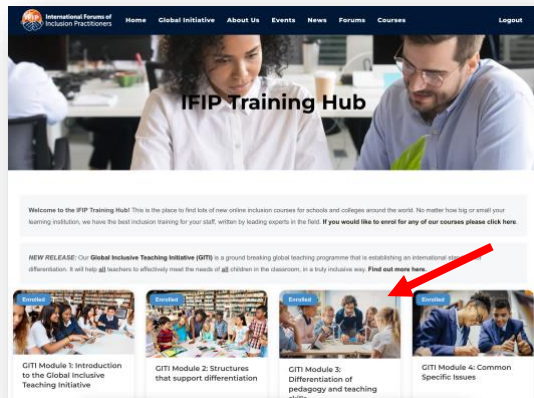 IFIP International Forums of
Inclusion Practitioners
Home Global Initiative About Us Events News Forums Courses Logout
IFIP Training Hub
Welcome to the IFIP Training Hub! This is the place to find lots of new online inclusion courses for schools and colleges around the world. No matter how big or small your
learning institution, we have the best inclusion training for your staff, written by leading experts in the field. If you would like to enrol for any of our courses please click here.
NEW RELEASE: Our Global Inclusive Teaching Initiative (GITI) is a ground breaking global teaching programme that is establishing an international
differentiation. It will help all teachers to effectively meet the needs of all children in the classroom, in a truly inclusive way. Find out more here.
Enrolled Enrolled Enrolled Enrolled
GITI Module 1: Introduction
to the Global Inclusive
Teaching Initiative
GITI Module 2: Structures
that support differentiation
GITI Module 3:
Differentiation of
pedagogy and teaching
skills
GITI Module 4: Common
Specific Issues